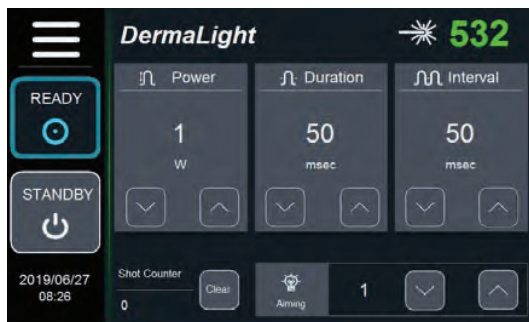 DermaLight
532
READY
STANDBY
2019/06/27
08:26
Power
1
W
Duration
50
msec
Interval
50
msec
Shot Counter
0
Clear
Aiming
1